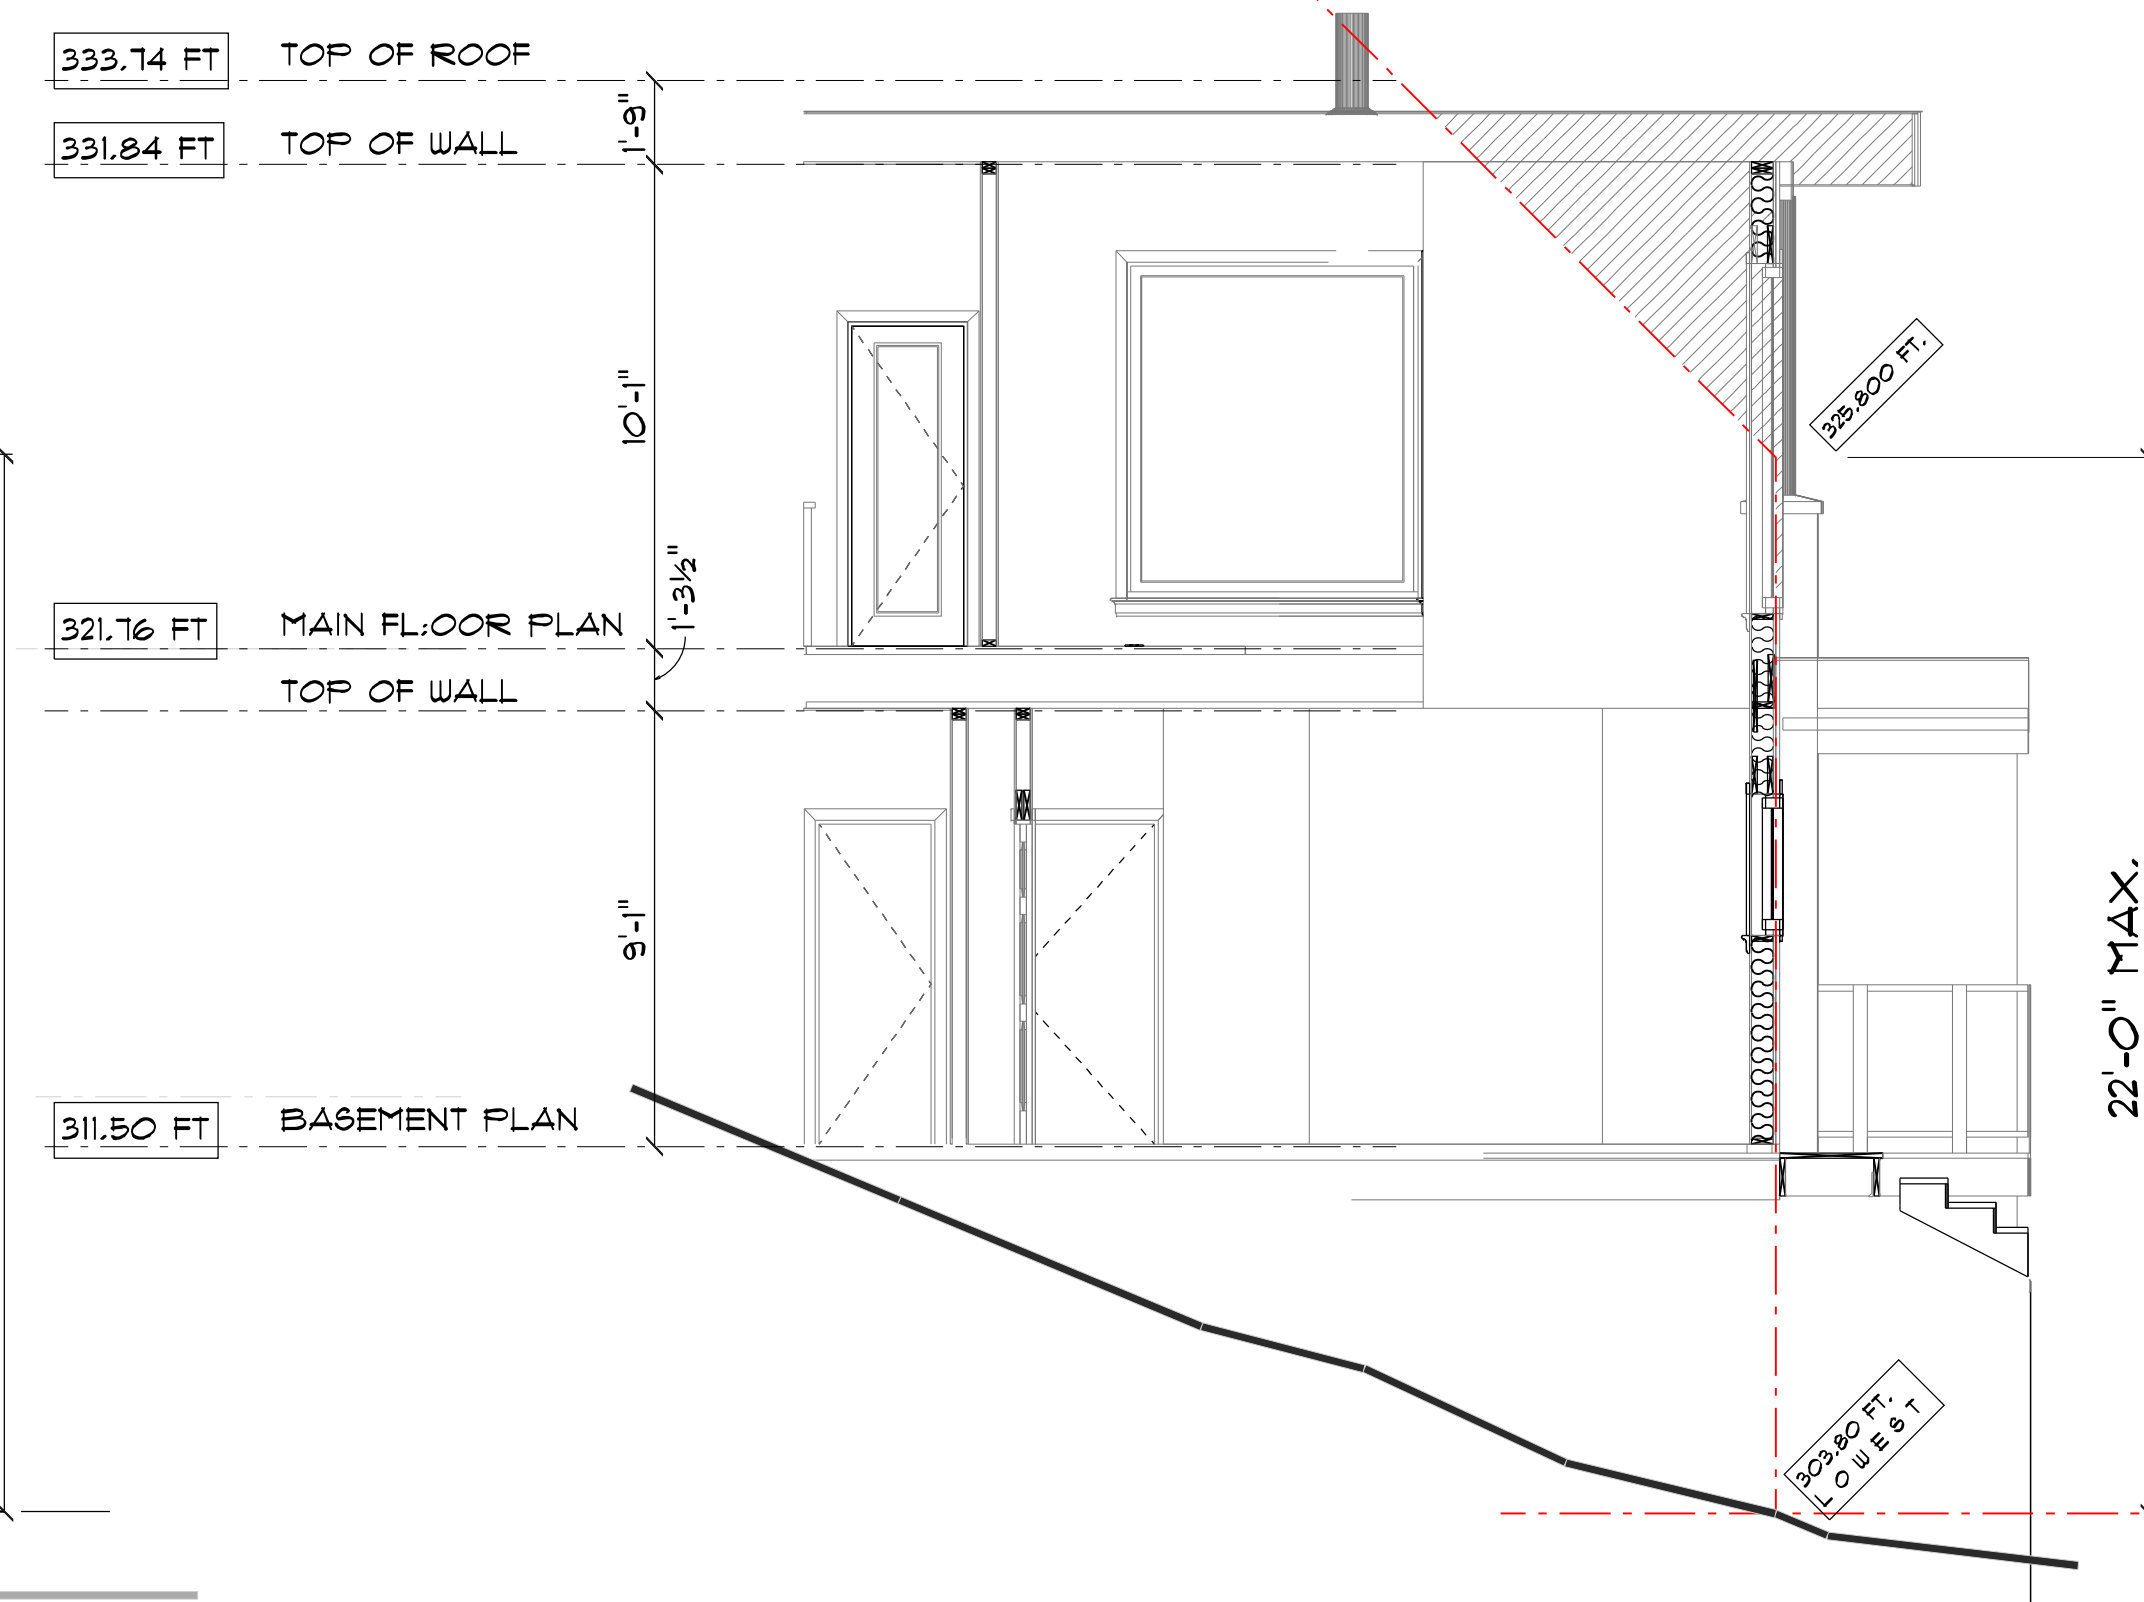 333.74 FT TOP OF ROOF
1'-9"
331.84 FT TOP OF WALL
10'-1"
325.800 FT.
321.76 FT MAIN FL:OOR PLAN
1'-3½"
TOP OF WALL
9'-1"
22'-0" MAX.
311.50 FT BASEMENT PLAN
303.80 FT.
LOWEST